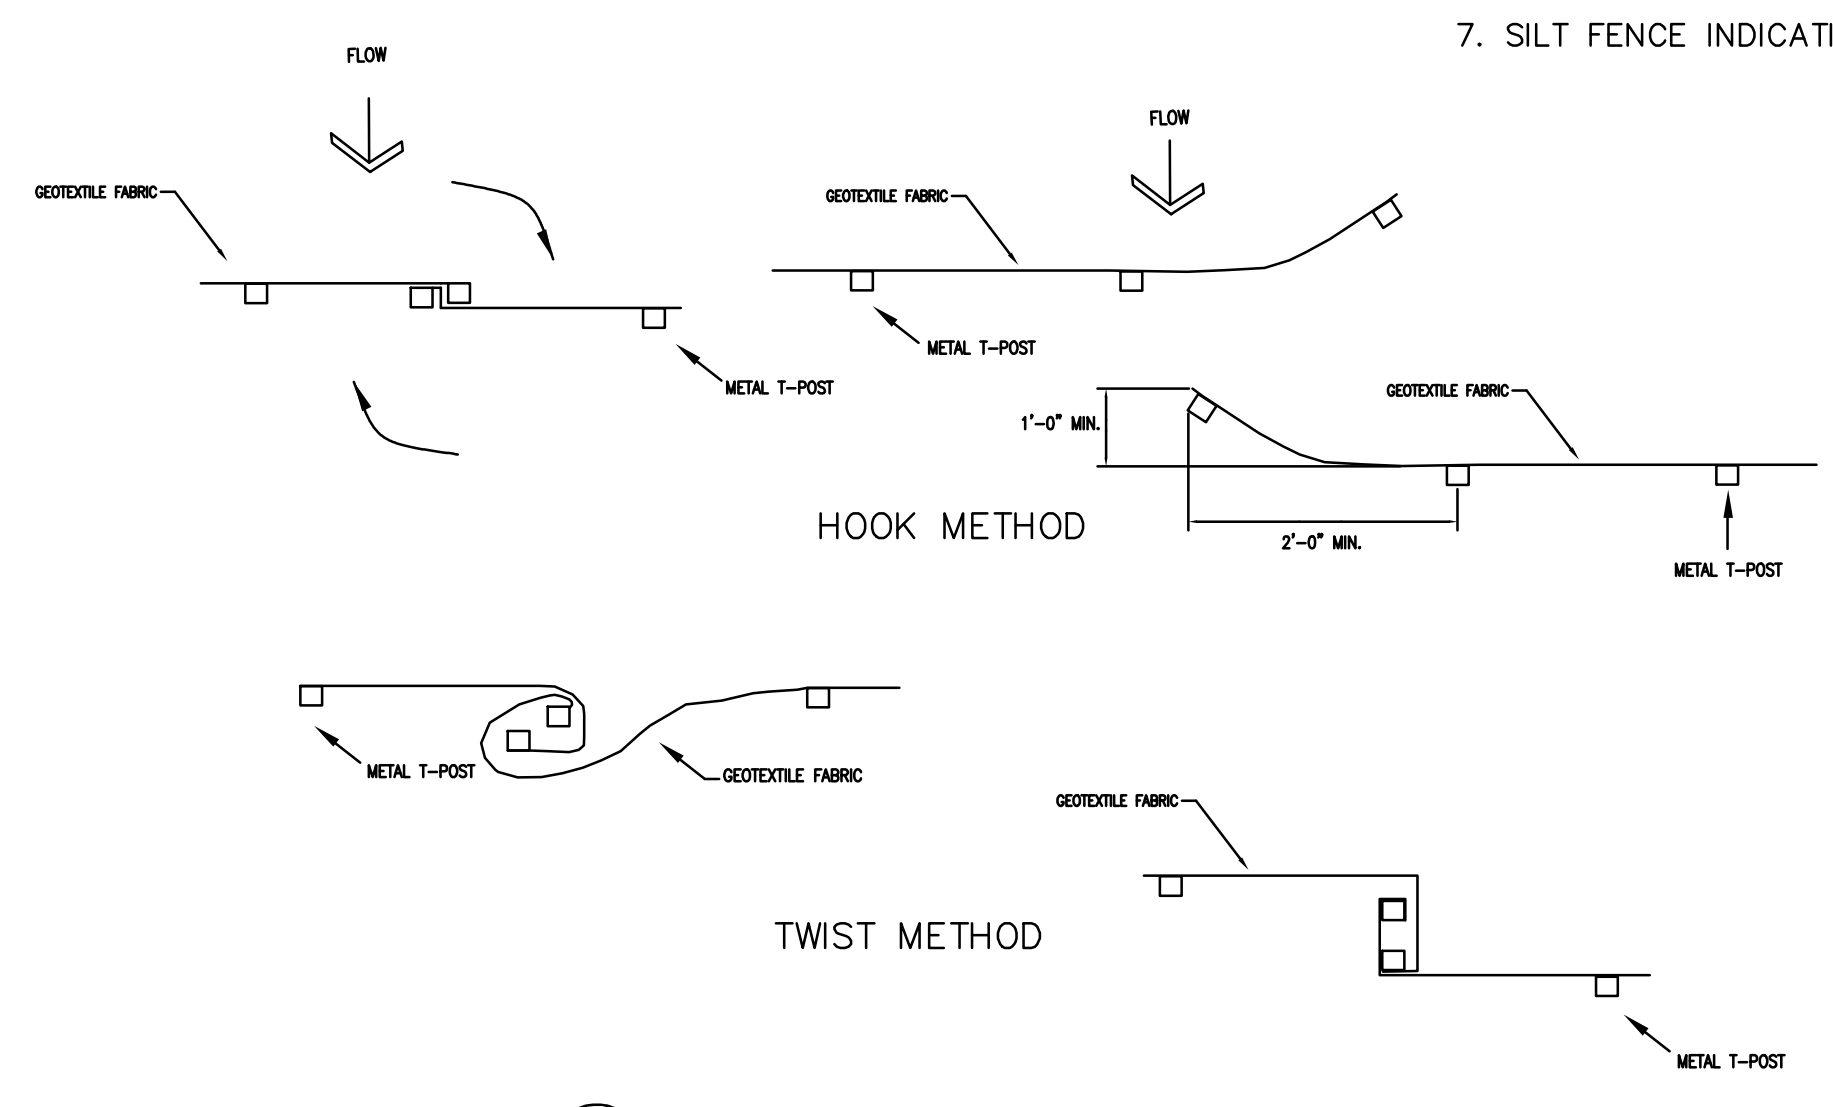 7. SILT FENCE INDICATI
FLOW
FLOW
GEOTEXTILE FABRIC
GEOTEXTILE FABRIC
METAL T-POST
METAL T-POST
GEOTEXTILE FABRIC
1'-0" MIN.
HOOK METHOD
2'-0" MIN.
METAL T-POST
METAL T-POST
GEOTEXTILE FABRIC
GEOTEXTILE FABRIC
TWIST METHOD
METAL T-POST